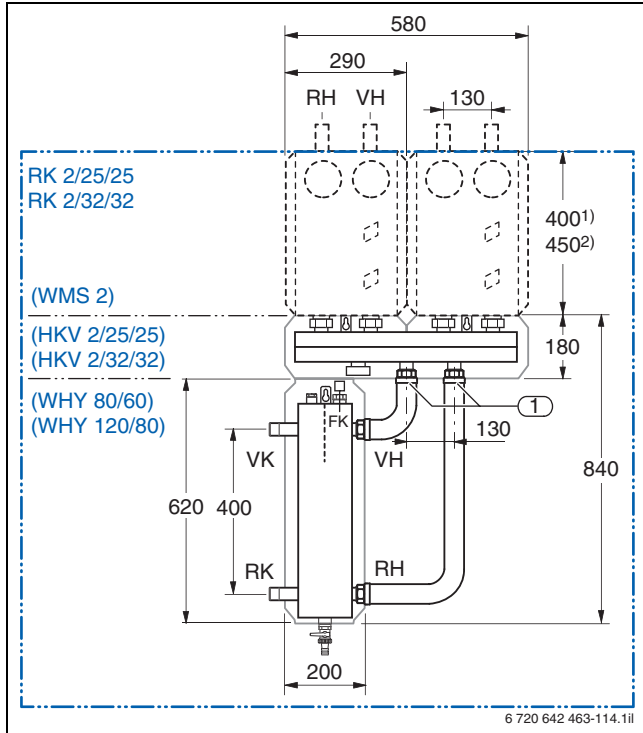 580
290
RH VH 130
RK 2/25/25
RK 2/32/32
400¹⁾
450²⁾
(WMS 2)
(HKV 2/25/25)
(HKV 2/32/32)
180
(WHY 80/60)
(WHY 120/80)
FK
1
VK VH 130
620 400 840
RK RH
200
6 720 642 463-114.1il